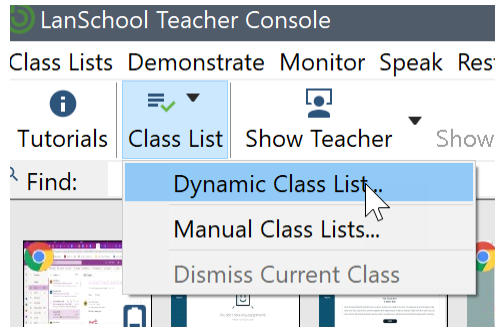 LanSchool Teacher Console
Class Lists Demonstrate Monitor Speak Res
Tutorials Class List Show Teacher Show
Find:
Dynamic Class List...
Manual Class Lists...
Dismiss Current Class